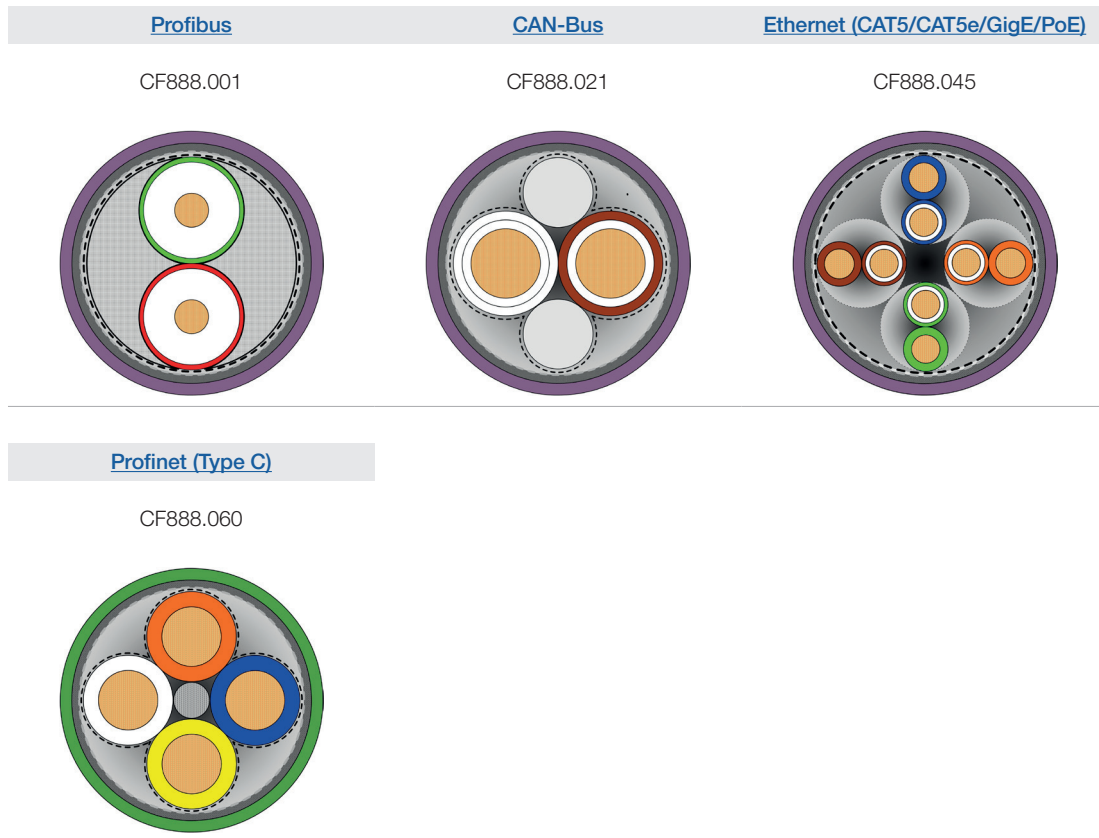 Profibus
CAN-Bus
Ethernet (CAT5/CAT5e/GigE/PoE)
CF888.001
CF888.021
CF888.045
Profinet (Type C)
CF888.060